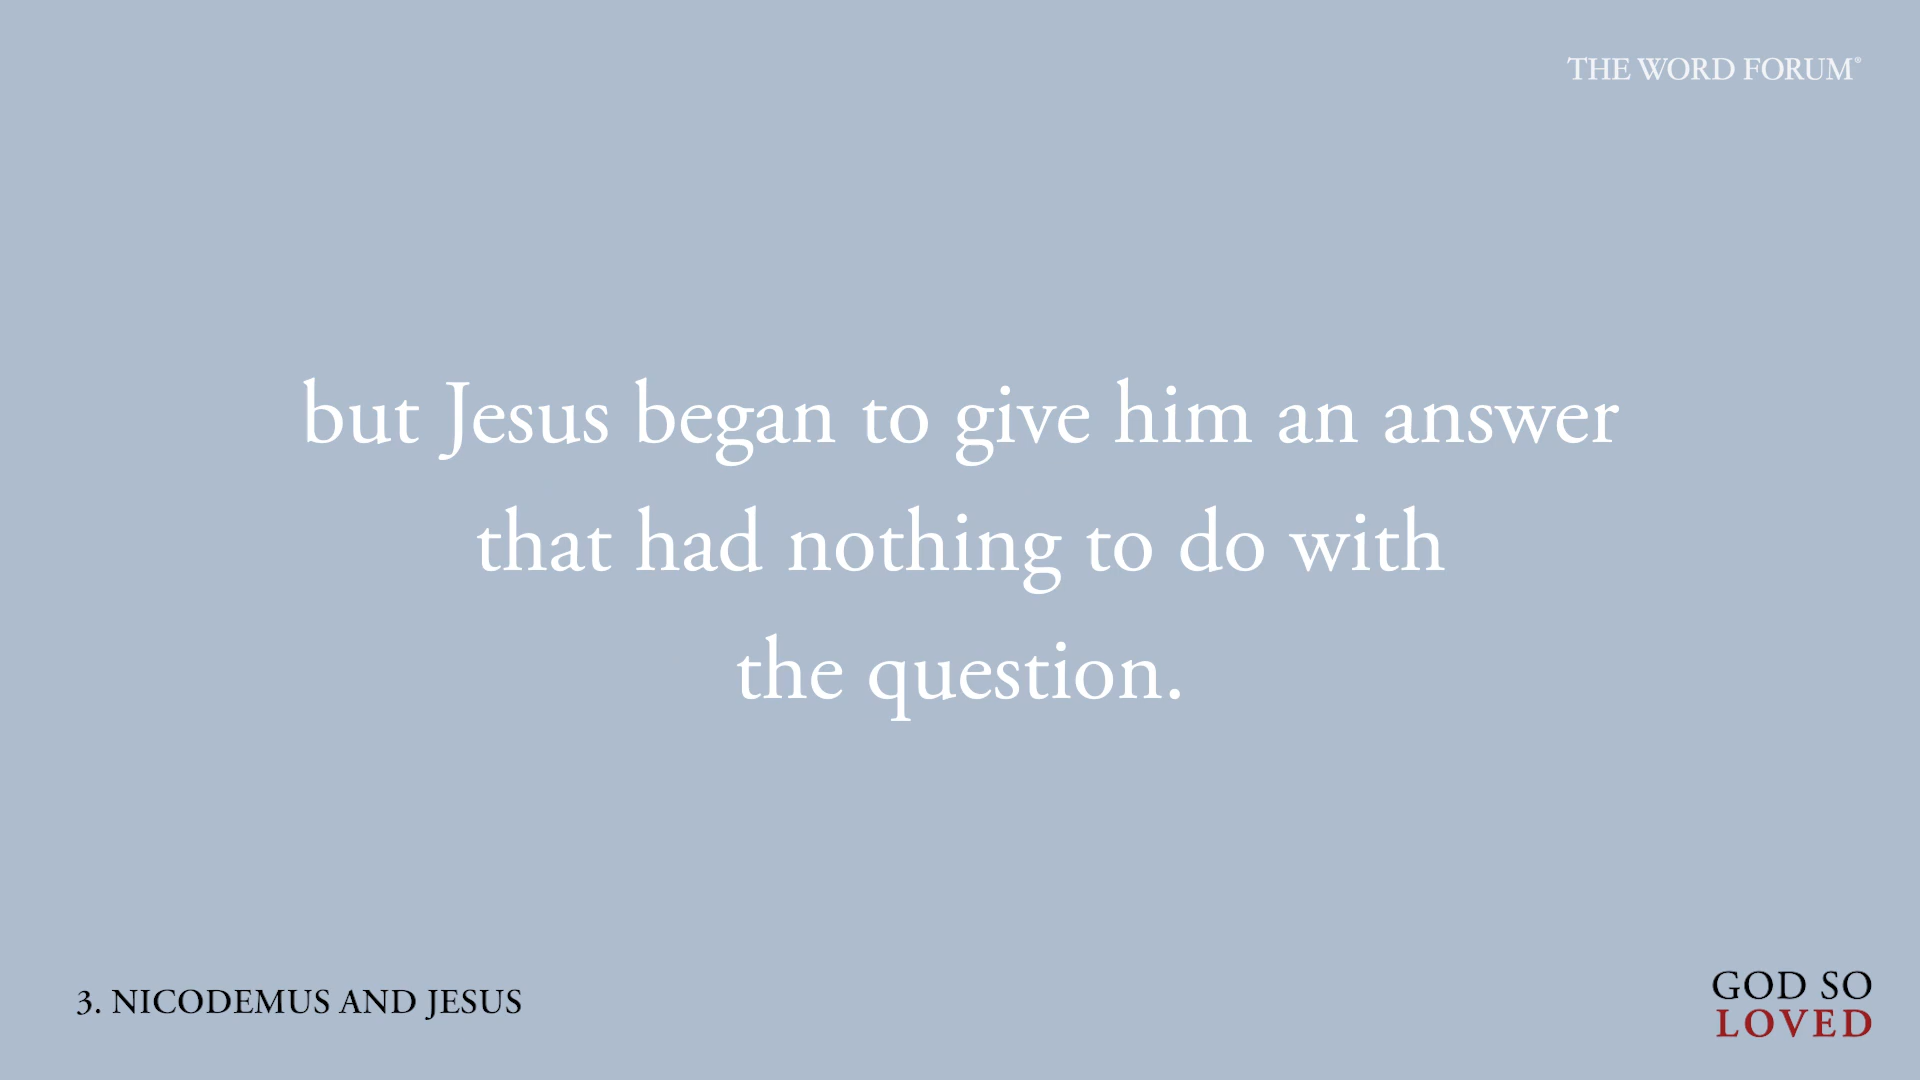 THE WORD FORUM®
but Jesus began to give him an answer
that had nothing to do with
the question.
3. NICODEMUS AND JESUS
GOD SO
LOVED